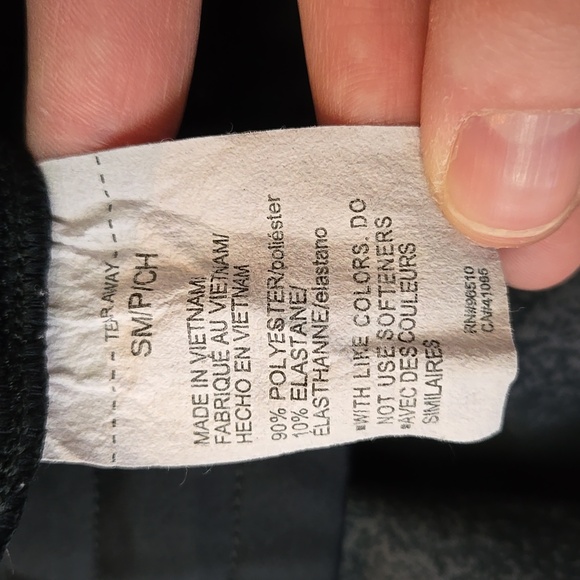 TEAR AWAY
SM/P/CH
MADE IN VIETNAM/
FABRIQUÉ AU VIETNAM/
HECHO EN VIETNAM
90% POLYESTER/poliéster
10% ELASTANE/
ÉLASTHANNE/elastano
*WITH LIKE COLORS. DO
NOT USE SOFTENERS
*AVEC DES COULEURS
SIMILAIRES
RN#96510
CA#41095